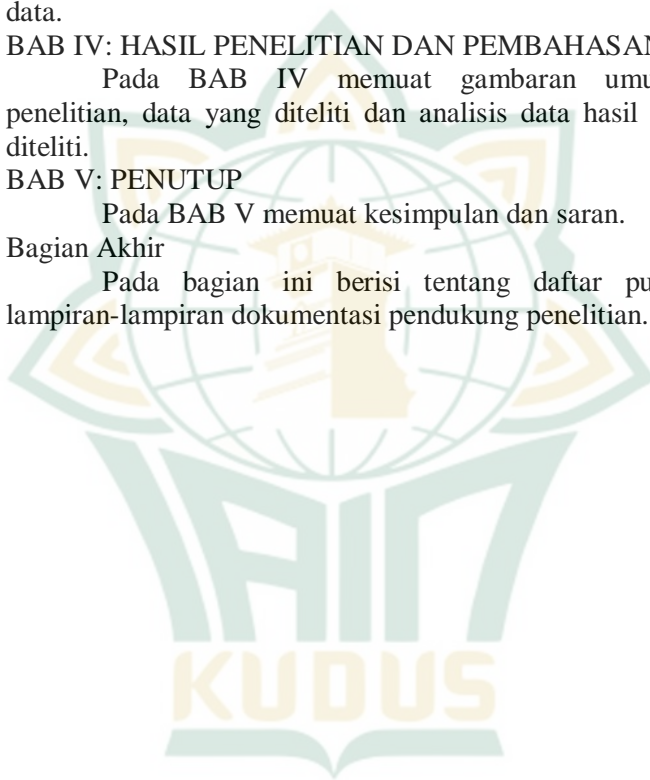 data.
BAB IV: HASIL PENELITIAN DAN PEMBAHASAN
Pada BAB IV memuat gambaran
penelitian, data yang diteliti dan analisis data hasil
diteliti.
BAB V: PENUTUP
Pada BAB V memuat kesimpulan dan saran.
Bagian Akhir
Pada bagian ini berisi tentang daftar
lampiran-lampiran dokumentasi pendukung penelitian.
IAIN
KUDUS